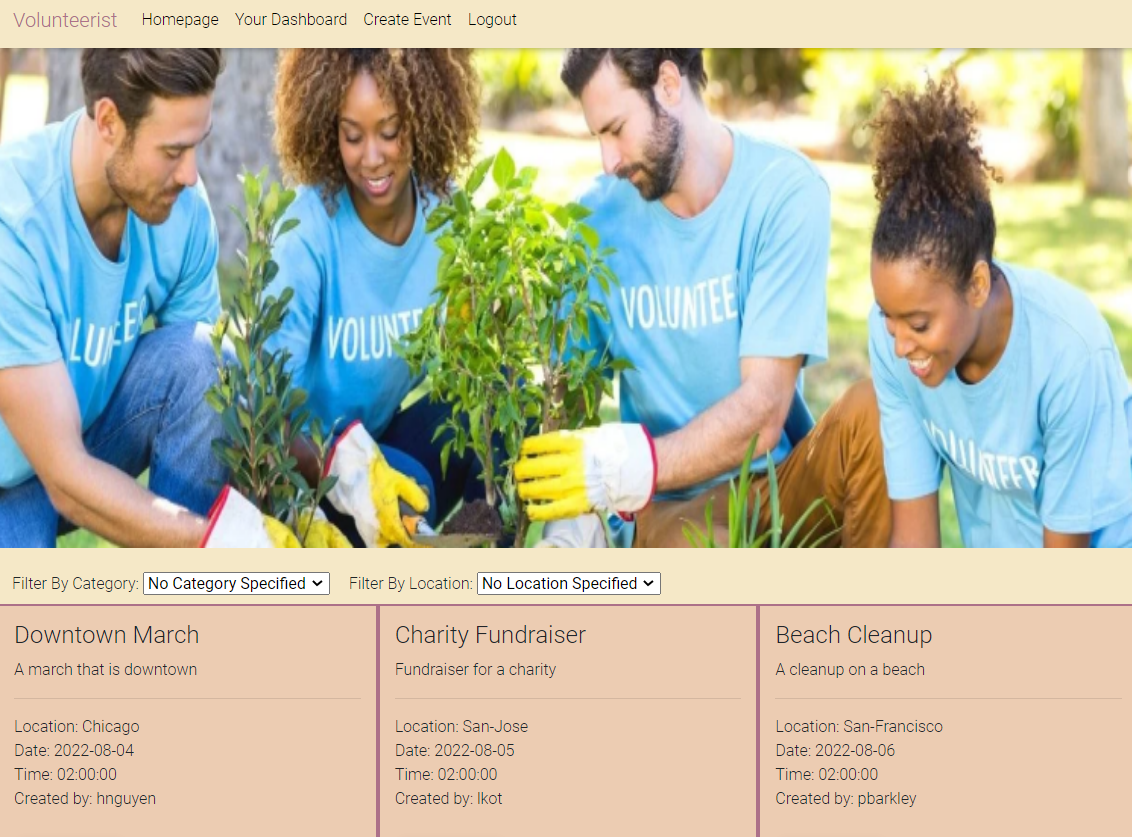 Volunteerist Homepage Your Dashboard Create Event Logout
VOLUNTEE
Filter By Category: No Category Specified Filter By Location: No Location Specified
Downtown March
A march that is downtown
Location: Chicago
Date: 2022-08-04
Time: 02:00:00
Created by: hnguyen
Charity Fundraiser
Fundraiser for a charity
Location: San-Jose
Date: 2022-08-05
Time: 02:00:00
Created by: lkot
Beach Cleanup
A cleanup on a beach
Location: San-Francisco
Date: 2022-08-06
Time: 02:00:00
Created by: pbarkley